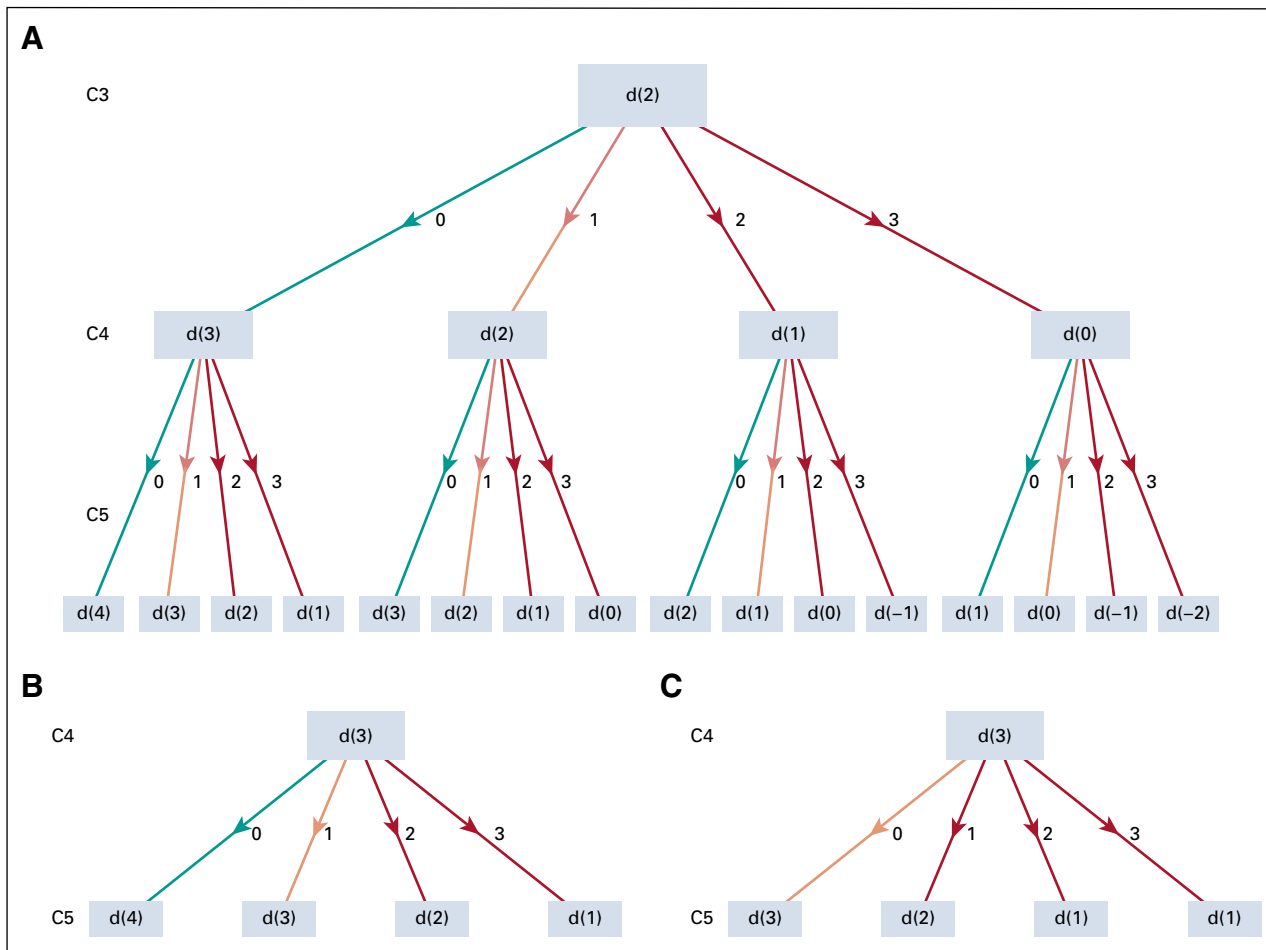 A
C3
d(2)
0 1 2 3
C4
d(3) d(2) d(1) d(0)
0 1 2 3 0 1 2 3 0 1 2 3 0 1 2 3
C5
d(4) d(3) d(2) d(1) d(3) d(2) d(1) d(0) d(2) d(1) d(0) d(−1) d(1) d(0) d(−1) d(−2)
B
C4
d(3)
0 1 2 3
C5
d(4) d(3) d(2) d(1)
C
C4
d(3)
0 1 2 3
C5
d(3) d(2) d(1) d(1)